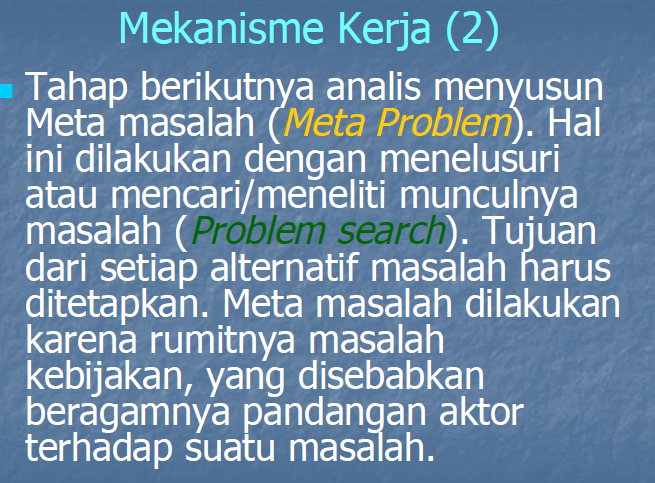 Mekanisme Kerja (2)
Tahap berikutnya analis menyusun
Meta masalah (Meta Problem). Hal
ini dilakukan dengan menelusuri
atau mencari/meneliti munculnya
masalah (Problem search). Tujuan
dari setiap alternatif masalah harus
ditetapkan. Meta masalah dilakukan
karena rumitnya masalah
kebijakan, yang disebabkan
beragamnya pandangan aktor
terhadap suatu masalah.